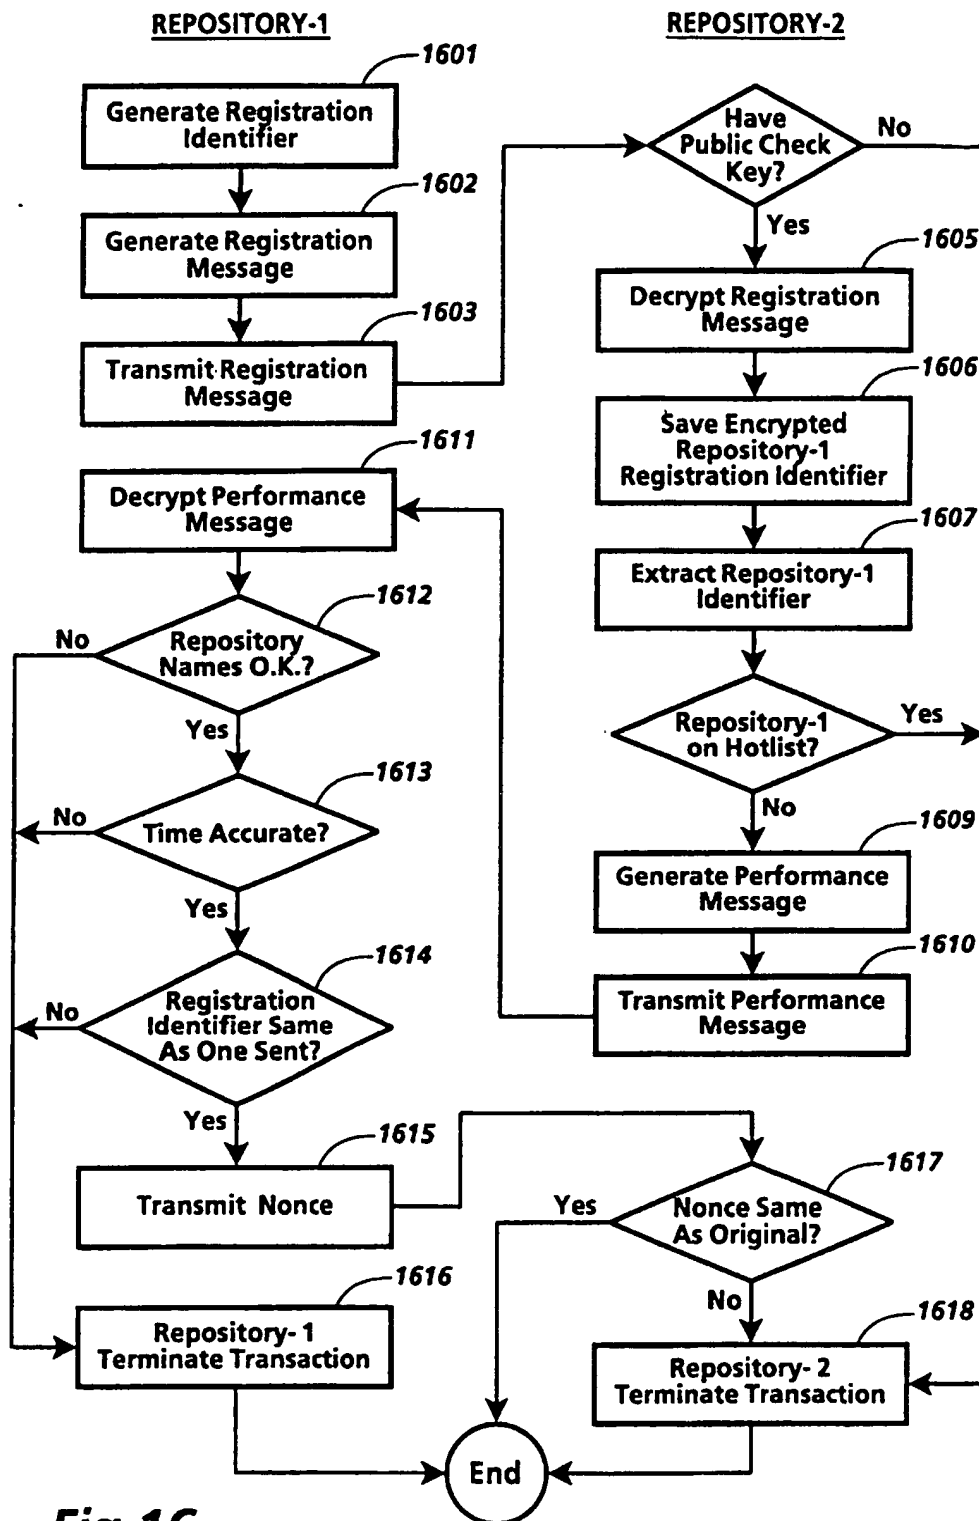 REPOSITORY-1
REPOSITORY-2
1601
Generate Registration
Identifier
1602
Generate Registration
Message
1603
Transmit Registration
Message
Have
Public Check
Key?
No
Yes
1605
Decrypt Registration
Message
1606
Save Encrypted
Repository-1
Registration Identifier
1607
Extract Repository-1
Identifier
Repository-1
on Hotlist?
Yes
No
1609
Generate Performance
Message
1610
Transmit Performance
Message
1611
Decrypt Performance
Message
1612
Repository
Names O.K.?
No
Yes
1613
Time Accurate?
No
Yes
1614
Registration
Identifier Same
As One Sent?
No
Yes
1615
Transmit Nonce
1616
Repository- 1
Terminate Transaction
1617
Nonce Same
As Original?
Yes
No
1618
Repository- 2
Terminate Transaction
End